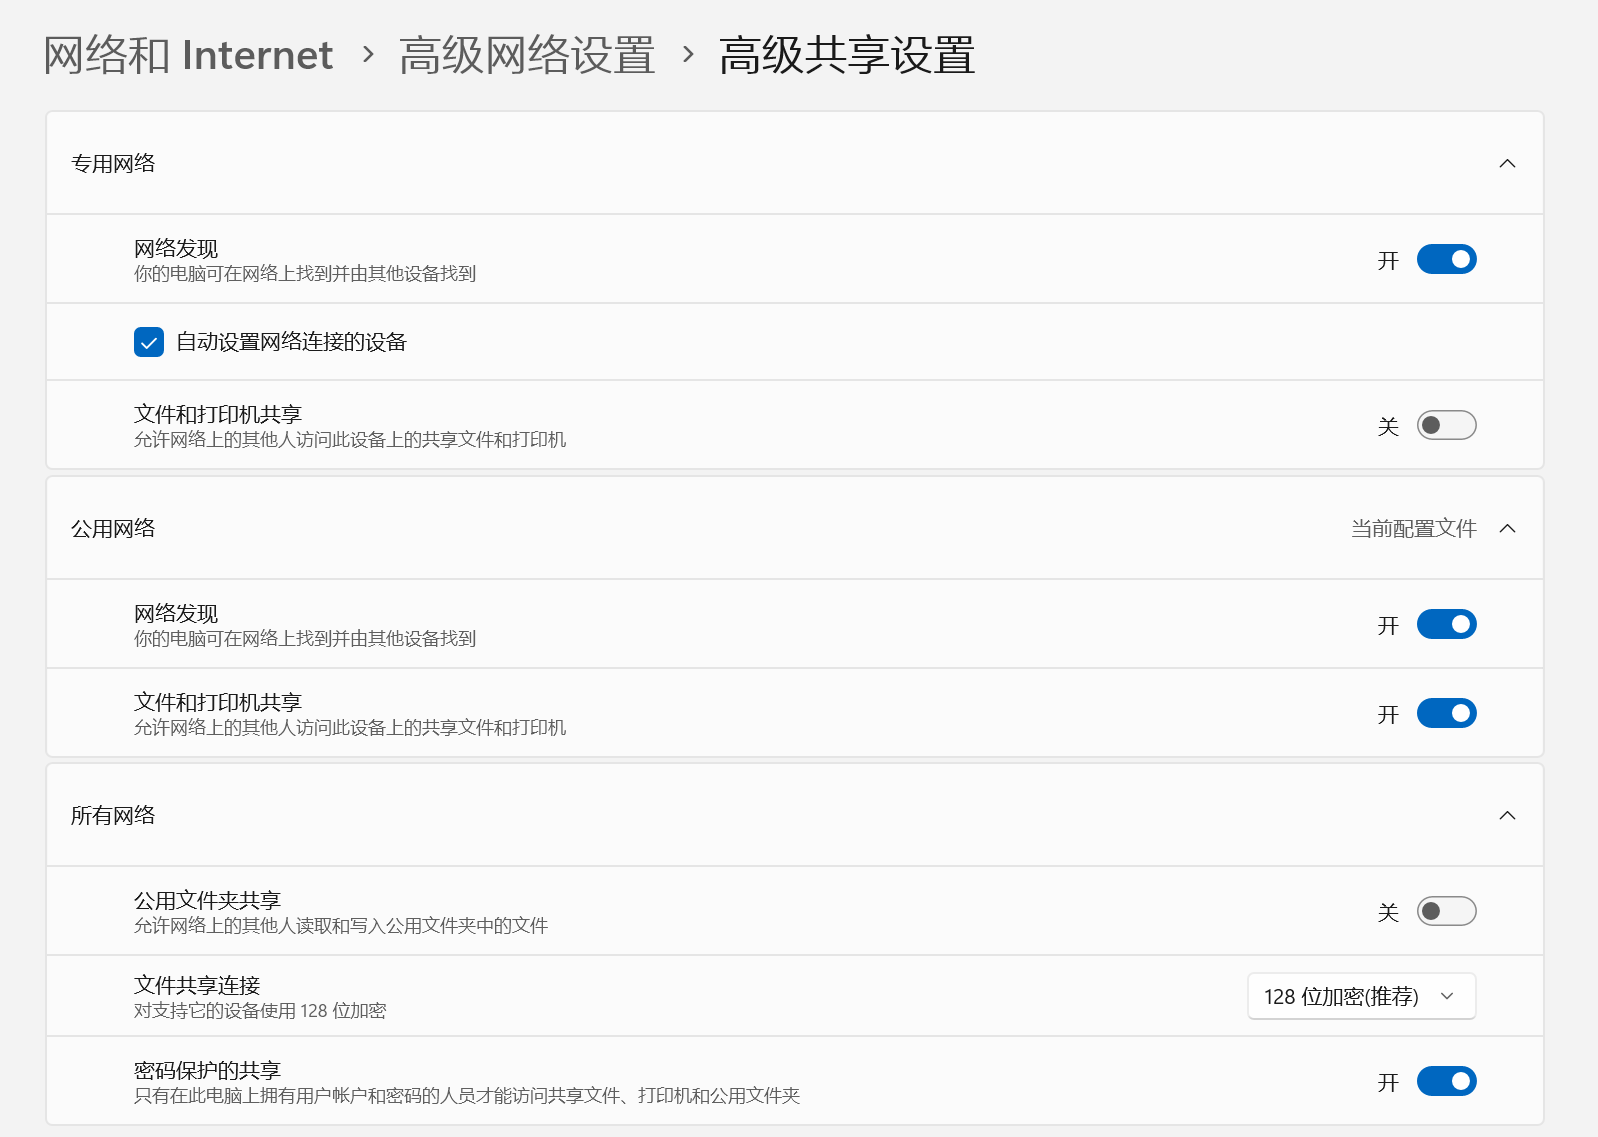 网络和 Internet › 高级网络设置 › 高级共享设置
专用网络
网络发现
你的电脑可在网络上找到并由其他设备找到
开
自动设置网络连接的设备
文件和打印机共享
允许网络上的其他人访问此设备上的共享文件和打印机
关
公用网络
当前配置文件
网络发现
你的电脑可在网络上找到并由其他设备找到
开
文件和打印机共享
允许网络上的其他人访问此设备上的共享文件和打印机
开
所有网络
公用文件夹共享
允许网络上的其他人读取和写入公用文件夹中的文件
关
文件共享连接
对支持它的设备使用 128 位加密
128 位加密(推荐)
密码保护的共享
只有在此电脑上拥有用户帐户和密码的人员才能访问共享文件、打印机和公用文件夹
开